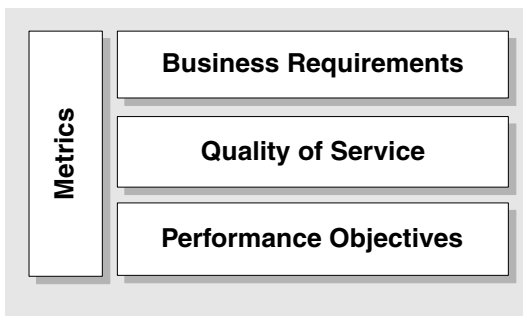 Metrics
Business Requirements
Quality of Service
Performance Objectives